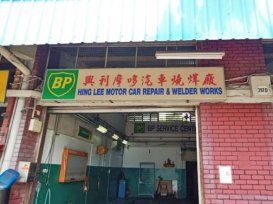 BP
興利摩哆汽車燒焊廠
HING LEE MOTOR CAR REPAIR & WELDER WORKS
BP SERVICE CENT